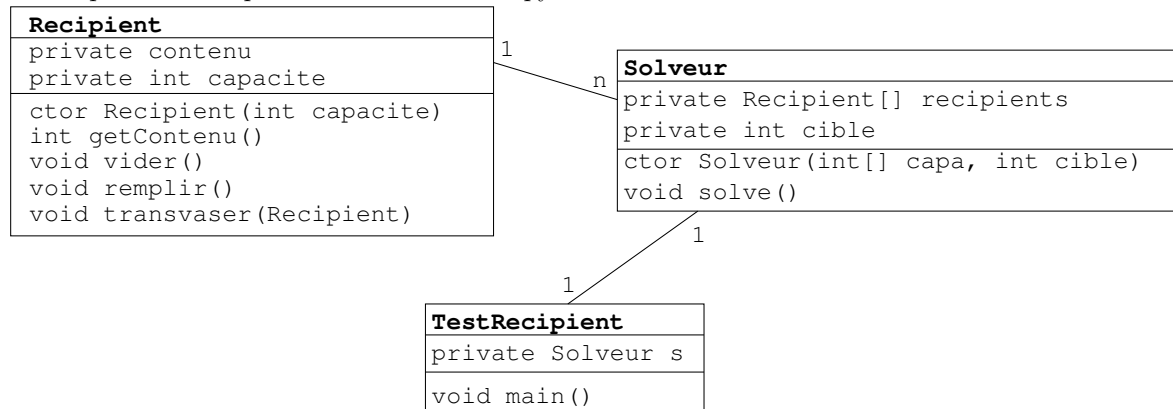 Recipient
private contenu
private int capacite
ctor Recipient(int capacite)
int getContenu()
void vider()
void remplir()
void transvaser(Recipient)
1
n
Solveur
private Recipient[] recipients
private int cible
ctor Solveur(int[] capa, int cible)
void solve()
1
1
TestRecipient
private Solveur s
void main()